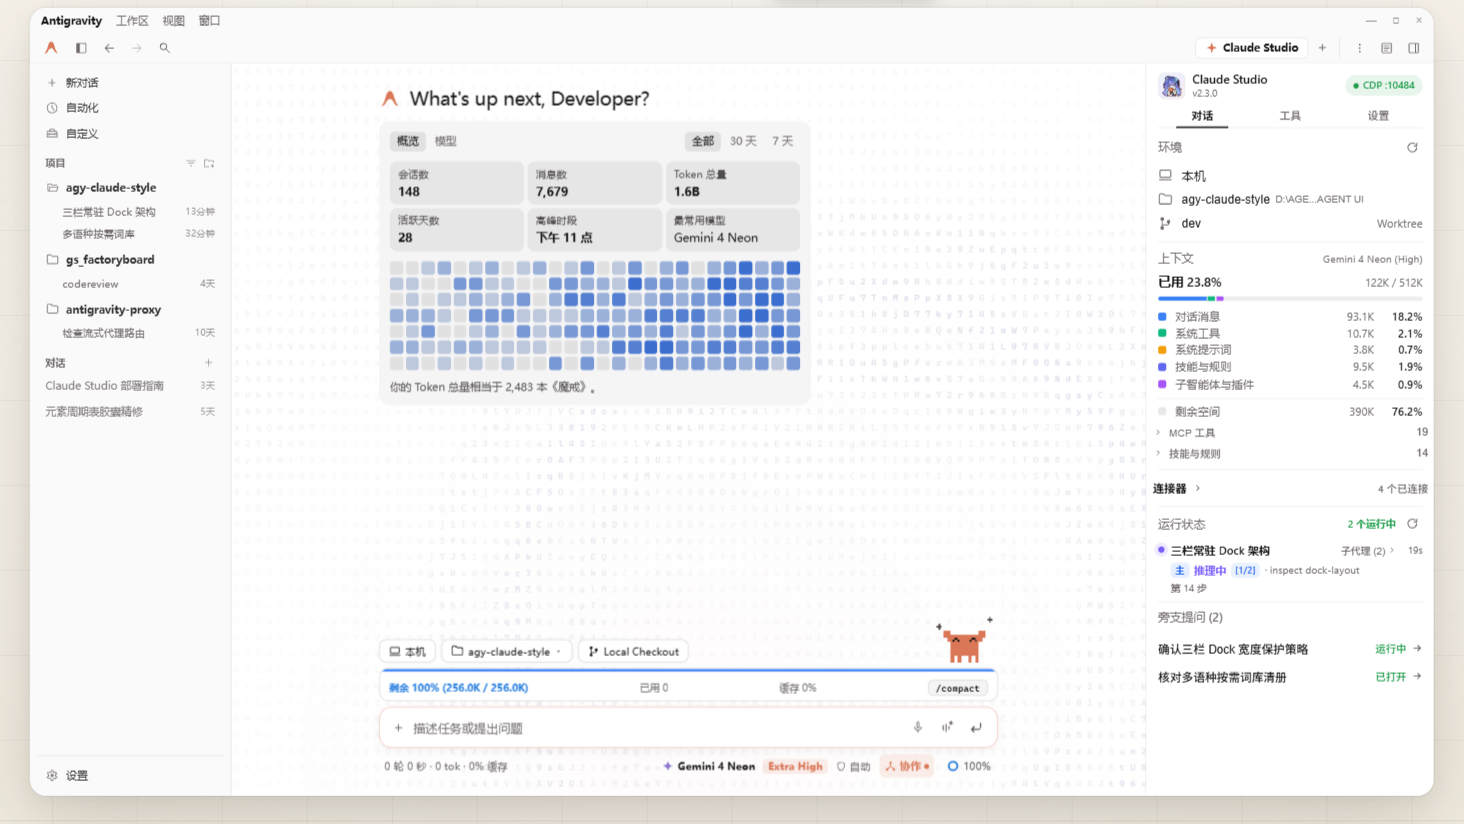 Antigravity 工作区 视图 窗口
Claude Studio
新对话
自动化
自定义
项目
agy-claude-style
三栏常驻 Dock 架构 13分钟
多语种按需词库 32分钟
gs_factoryboard
codereview 4天
antigravity-proxy
检查流式代理路由 10天
对话
Claude Studio 部署指南 3天
元素周期表胶囊精修 5天
设置
What's up next, Developer?
概览 模型 全部 30 天 7 天
会话数 消息数 Token 总量
148 7,679 1.6B
活跃天数 高峰时段 最常用模型
28 下午 11 点 Gemini 4 Neon
你的 Token 总量相当于 2,483 本《魔戒》。
本机 agy-claude-style Local Checkout
剩余 100% (256.0K / 256.0K) 已用 0 缓存 0% /compact
描述任务或提出问题
0 轮 0 秒 · 0 tok · 0% 缓存 Gemini 4 Neon Extra High 自动 协作 100%
Claude Studio
v2.3.0
CDP :10484
对话 工具 设置
环境
本机
agy-claude-style D:\AGE...AGENT UI
dev Worktree
上下文 Gemini 4 Neon (High)
已用 23.8% 122K / 512K
对话消息 93.1K 18.2%
系统工具 10.7K 2.1%
系统提示词 3.8K 0.7%
技能与规则 9.5K 1.9%
子智能体与插件 4.5K 0.9%
剩余空间 390K 76.2%
MCP 工具 19
技能与规则 14
连接器 4 个已连接
运行状态 2 个运行中
三栏常驻 Dock 架构 子代理 (2) 19s
主 推理中 [1/2] · inspect dock-layout
第 14 步
旁支提问 (2)
确认三栏 Dock 宽度保护策略 运行中
核对多语种按需词库清册 已打开